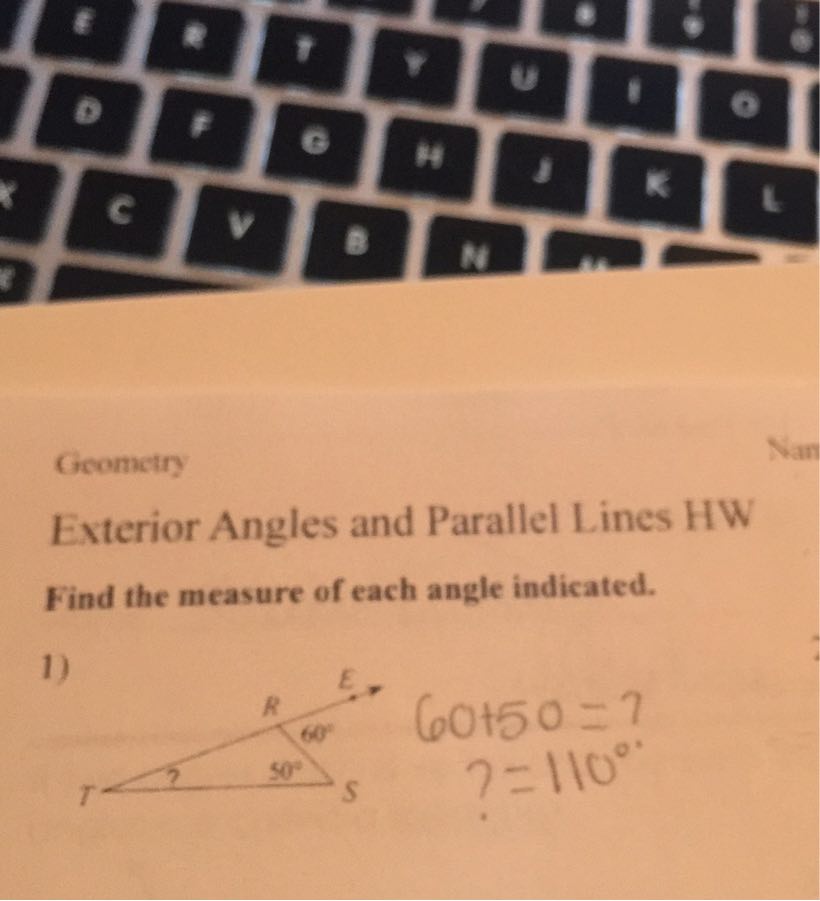 E R T Y U I O
D F G H J K L
C V B N
Geometry
Exterior Angles and Parallel Lines HW
Find the measure of each angle indicated.
1)
E
R
60°
60+50=?
T
?
50°
S
?=110°